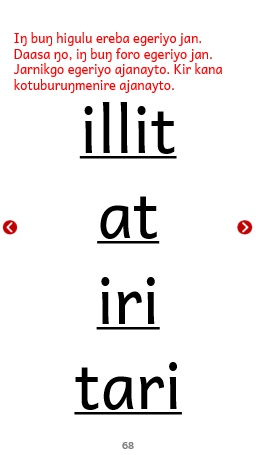 Iŋ buŋ higulu ereba egeriyo jan.
Daasa ŋo, iŋ buŋ foro egeriyo jan.
Jarnikgo egeriyo ajanayto. Kir kana
kotuburuŋmenire ajanayto.
illit
at
iri
tari
68